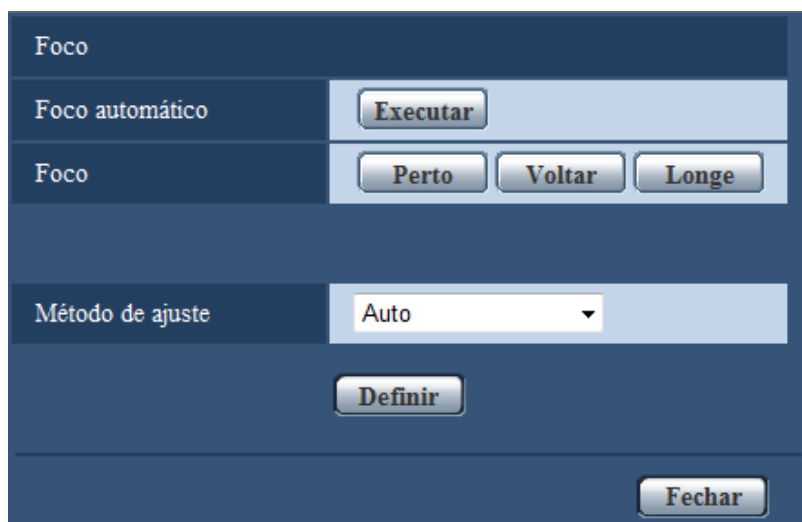 Foco
Foco automático Executar
Foco Perto Voltar Longe
Método de ajuste Auto
Definir
Fechar